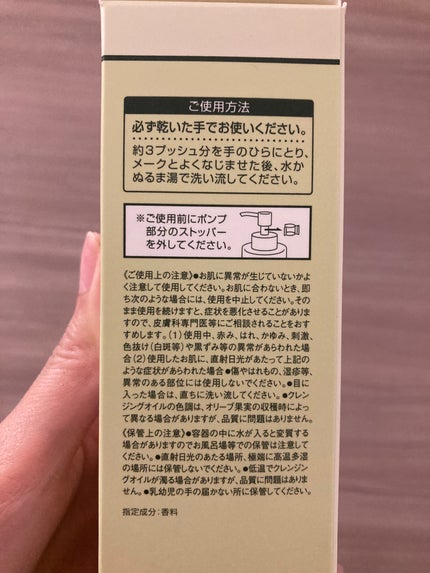 ご使用方法
必ず乾いた手でお使いください。
約3プッシュ分を手のひらにとり、
メークとよくなじませた後、水か
ぬるま湯で洗い流してください。
※ご使用前にポンプ
部分のストッパー
を外してください。
《ご使用上の注意》●お肌に異常が生じていないかよ
く注意して使用してください。お肌に合わないとき、即
ち次のような場合には、使用を中止してください。その
まま使用を続けますと、症状を悪化させることがありま
すので、皮膚科専門医等にご相談されることをおす
すめします。(1)使用中、赤み、はれ、かゆみ、刺激、
色抜け(白斑等)や黒ずみ等の異常があらわれた場
合(2)使用したお肌に、直射日光があたって上記の
ような症状があらわれた場合●傷やはれもの、湿疹等、
異常のある部位には使用しないでください。●目に
入った場合は、直ちに洗い流してください。●クレン
ジングオイルの色調は、オリーブ果実の収穫時によっ
て異なる場合がありますが、品質に問題はありません。
《保管上の注意》●容器の中に水が入ると変質する
場合がありますのでお風呂場等での保管は注意して
ください。●直射日光のあたる場所、極端に高温多湿
の場所には保管しないでください。●低温でクレンジン
グオイルが濁る場合がありますが、品質に問題はありませ
ん。●乳幼児の手の届かない所に保管してください。
指定成分:香料